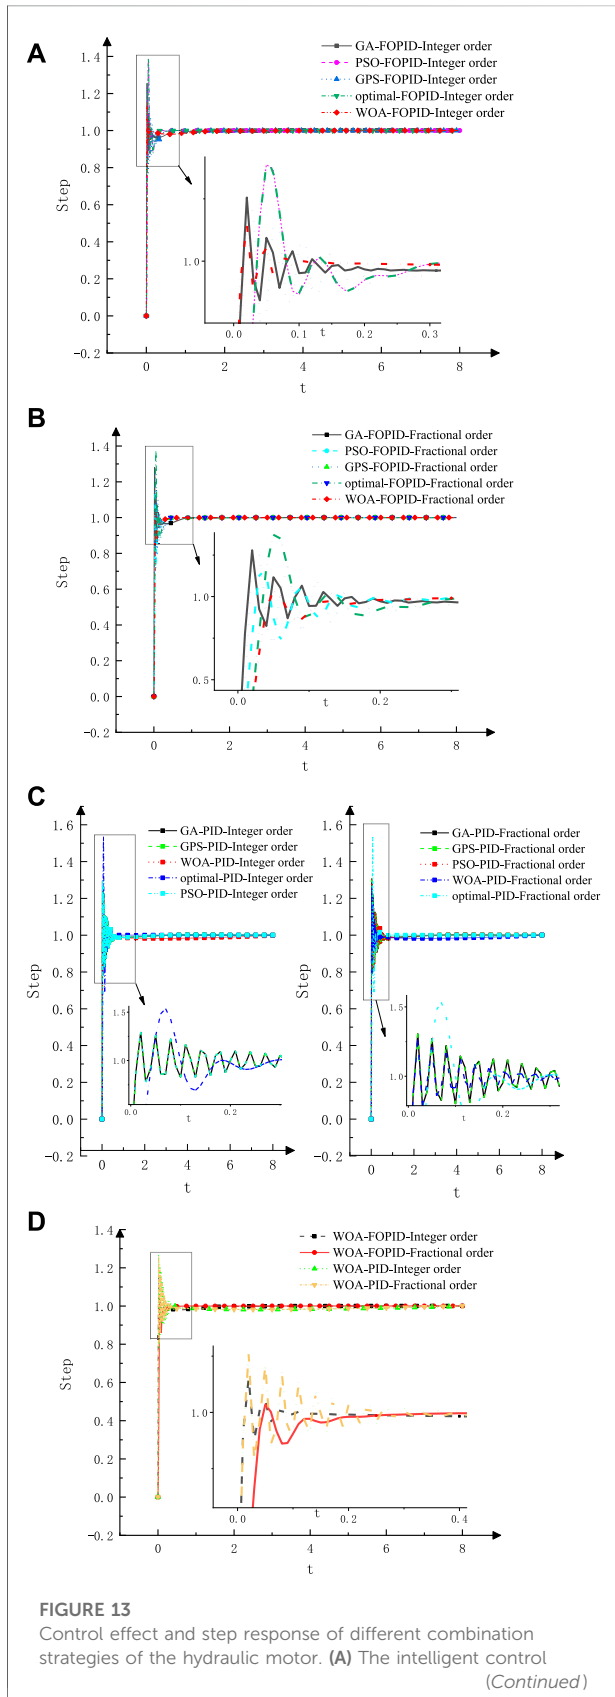 A
1.4
1.2
1.0
0.8
0.6
0.4
0.2
0.0
−0.2
Step
GA-FOPID-Integer order
PSO-FOPID-Integer order
GPS-FOPID-Integer order
optimal-FOPID-Integer order
WOA-FOPID-Integer order
1.0
0.0 0.1 0.2 0.3
t
0 2 4 6 8
t
B
1.4
1.2
1.0
0.8
0.6
0.4
0.2
0.0
−0.2
Step
GA-FOPID-Fractional order
PSO-FOPID-Fractional order
GPS-FOPID-Fractional order
optimal-FOPID-Fractional order
WOA-FOPID-Fractional order
1.0
0.5
0.0 0.2
t
0 2 4 6 8
t
C
1.6
1.4
1.2
1.0
0.8
0.6
0.4
0.2
0.0
−0.2
Step
GA-PID-Integer order
GPS-PID-Integer order
WOA-PID-Integer order
optimal-PID-Integer order
PSO-PID-Integer order
1.5
1.0
0.0 0.2
t
0 2 4 6 8
t
1.6
1.4
1.2
1.0
0.8
0.6
0.4
0.2
0.0
−0.2
Step
GA-PID-Fractional order
GPS-PID-Fractional order
PSO-PID-Fractional order
WOA-PID-Fractional order
optimal-PID-Fractional order
1.5
1.0
0.0 0.2
t
0 2 4 6 8
t
D
1.4
1.2
1.0
0.8
0.6
0.4
0.2
0.0
−0.2
Step
WOA-FOPID-Integer order
WOA-FOPID-Fractional order
WOA-PID-Integer order
WOA-PID-Fractional order
1.0
0.0 0.2 0.4
t
0 2 4 6 8
t
FIGURE 13
Control effect and step response of different combination
strategies of the hydraulic motor. (A) The intelligent control
(Continued)